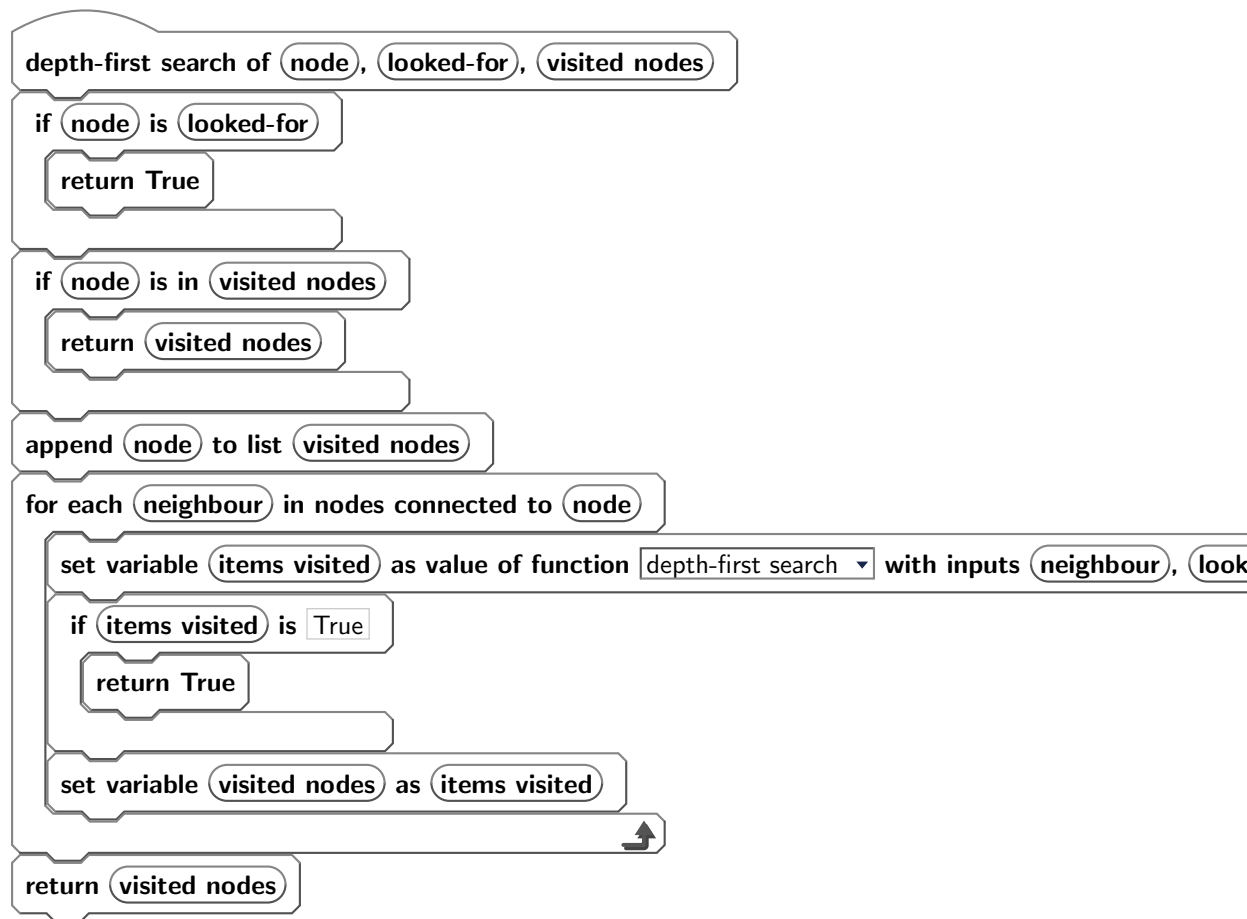 depth-first search of node, looked-for, visited nodes
if node is looked-for
return True
if node is in visited nodes
return visited nodes
append node to list visited nodes
for each neighbour in nodes connected to node
set variable items visited as value of function depth-first search with inputs neighbour, look
if items visited is True
return True
set variable visited nodes as items visited
return visited nodes